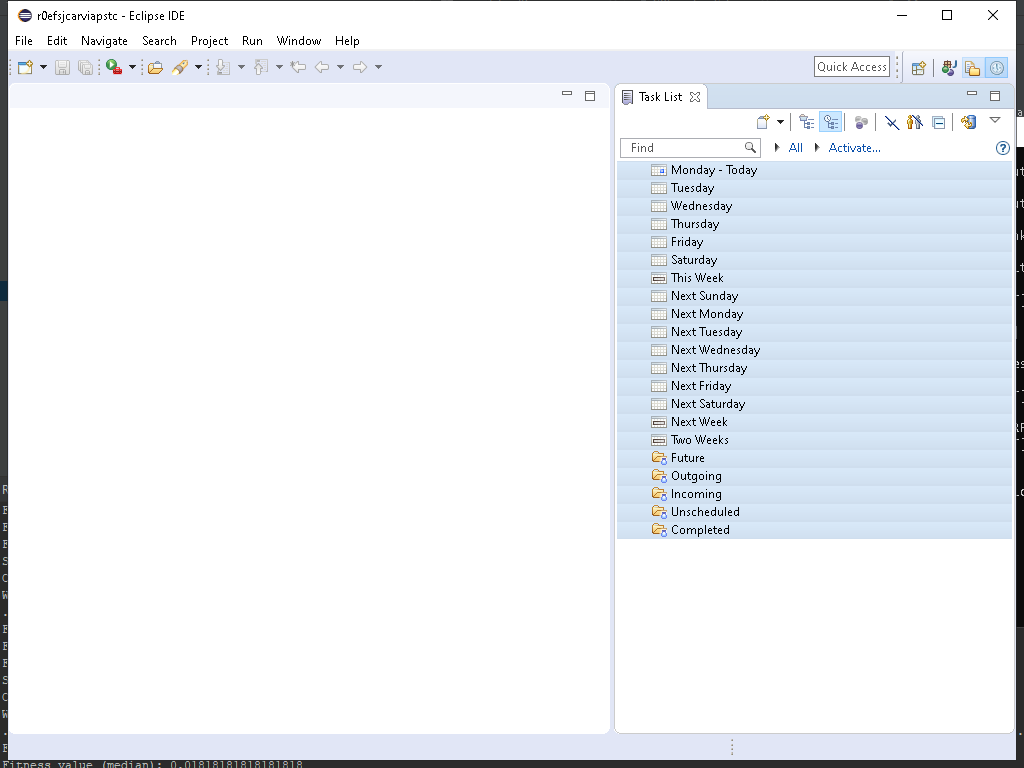 r0efsjcarviapstc - Eclipse IDE
File Edit Navigate Search Project Run Window Help
Quick Access
Task List
Find All Activate...
Monday - Today
Tuesday
Wednesday
Thursday
Friday
Saturday
This Week
Next Sunday
Next Monday
Next Tuesday
Next Wednesday
Next Thursday
Next Friday
Next Saturday
Next Week
Two Weeks
Future
Outgoing
Incoming
Unscheduled
Completed
Fitness value (median): 0.01818181818181818